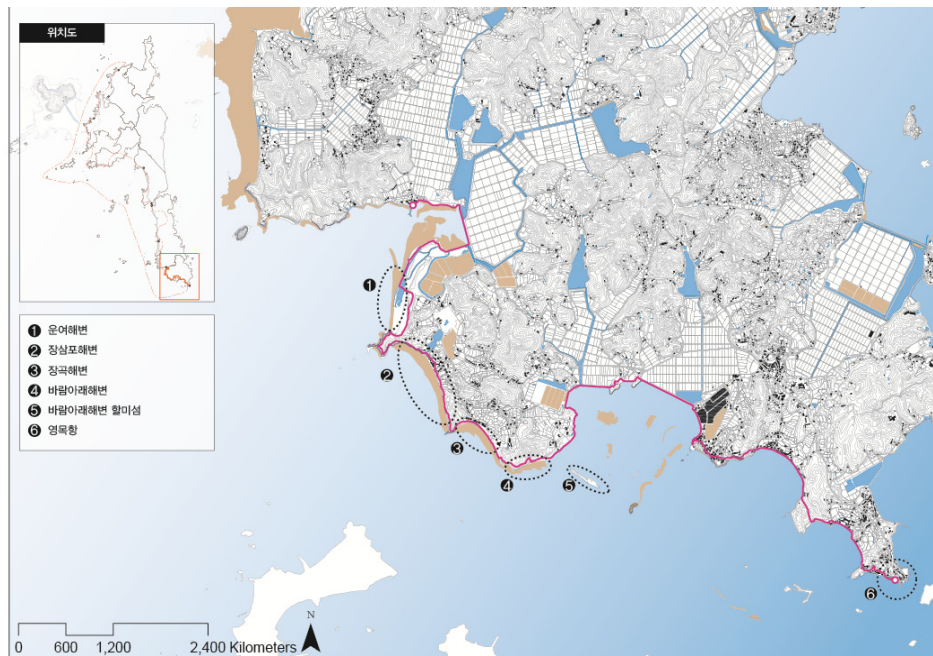 위치도
❶ 운여해변
❷ 장삼포해변
❸ 장곡해변
❹ 바람아래해변
❺ 바람아래해변 할미섬
❻ 영목항
❶
❷
❸
❹
❺
❻
N
0 600 1,200 2,400 Kilometers